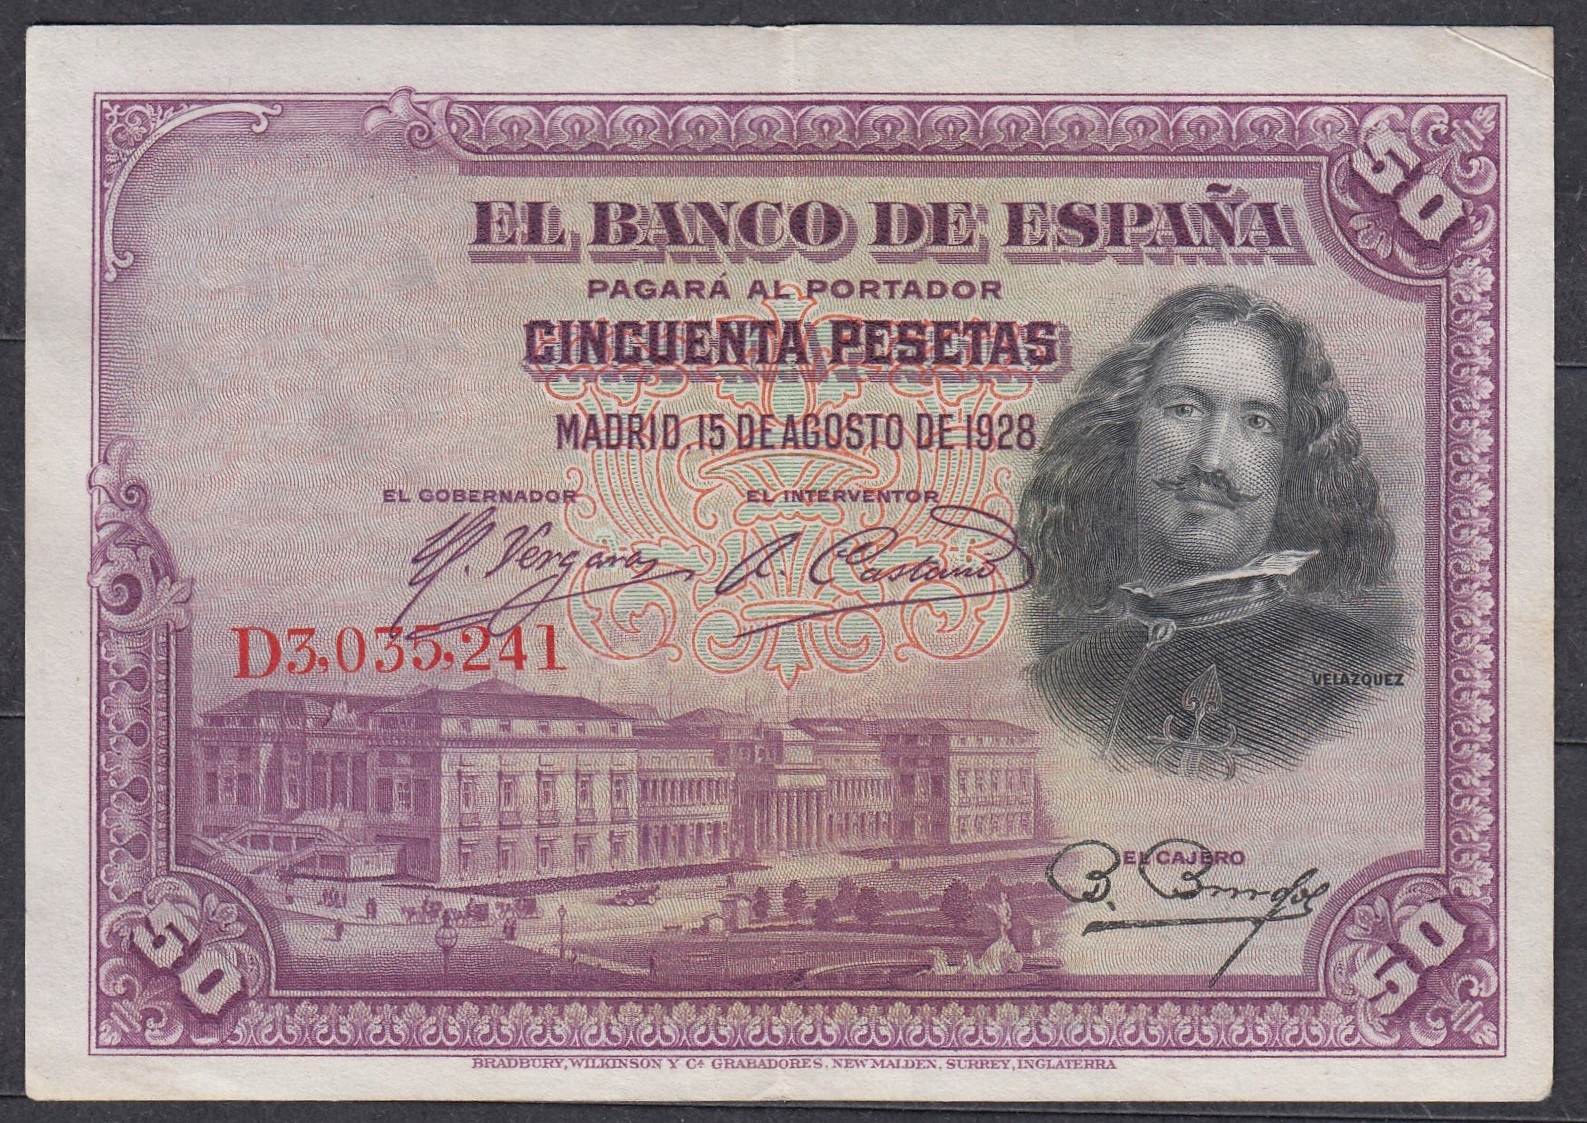 50
EL BANCO DE ESPAÑA
PAGARÁ AL PORTADOR
CINCUENTA PESETAS
MADRID, 15 DE AGOSTO DE 1928
EL GOBERNADOR EL INTERVENTOR
D3,035,241
VELAZQUEZ
EL CAJERO
50 50
BRADBURY, WILKINSON Y Cª GRABADORES, NEW MALDEN, SURREY, INGLATERRA